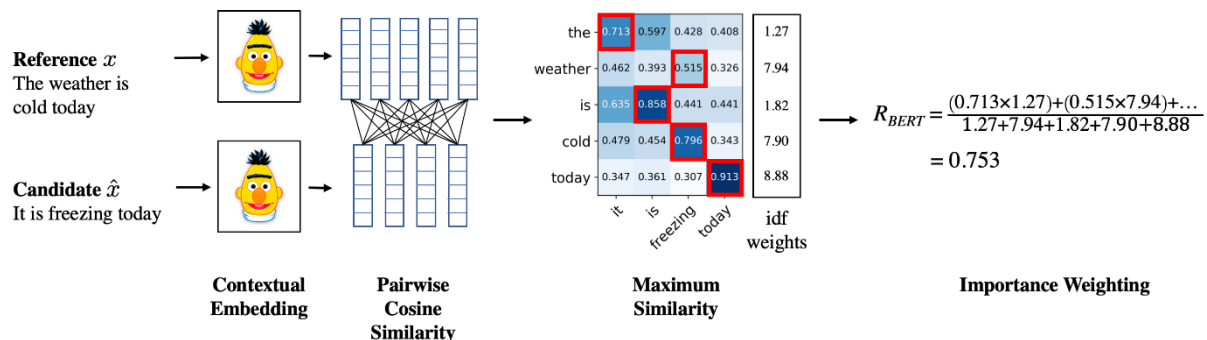 Reference x
The weather is
cold today
Candidate x̂
It is freezing today
the 0.713 0.597 0.428 0.408 1.27
weather 0.462 0.393 0.515 0.326 7.94
is 0.635 0.858 0.441 0.441 1.82
cold 0.479 0.454 0.796 0.343 7.90
today 0.347 0.361 0.307 0.913 8.88
it is freezing today
idf
weights
R_BERT = (0.713×1.27)+(0.515×7.94)+…
1.27+7.94+1.82+7.90+8.88
= 0.753
Contextual
Embedding
Pairwise
Cosine
Similarity
Maximum
Similarity
Importance Weighting